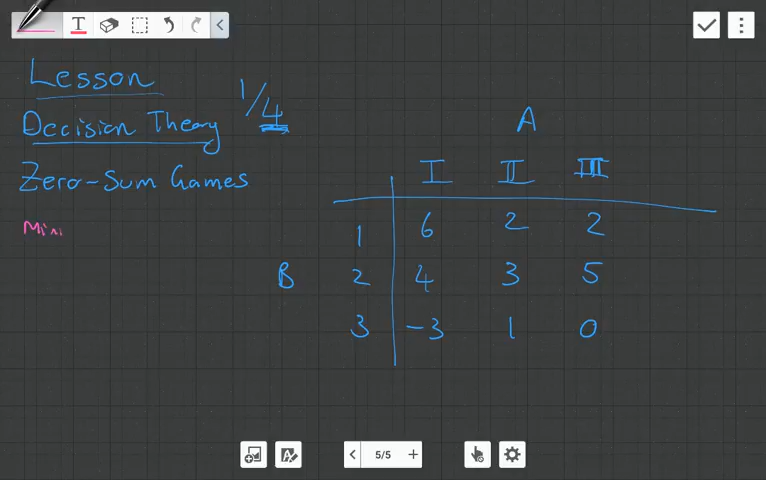 T
Lesson
1/4
Decision Theory
A
Zero-Sum Games
I II III
Mini
1 6 2 2
B 2 4 3 5
3 -3 1 0
5/5
A